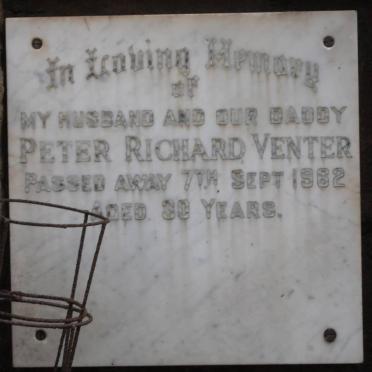 In Loving Memory
of
MY HUSBAND AND OUR DADDY
PETER RICHARD VENTER
PASSED AWAY 7TH SEPT 1962
AGED YEARS.